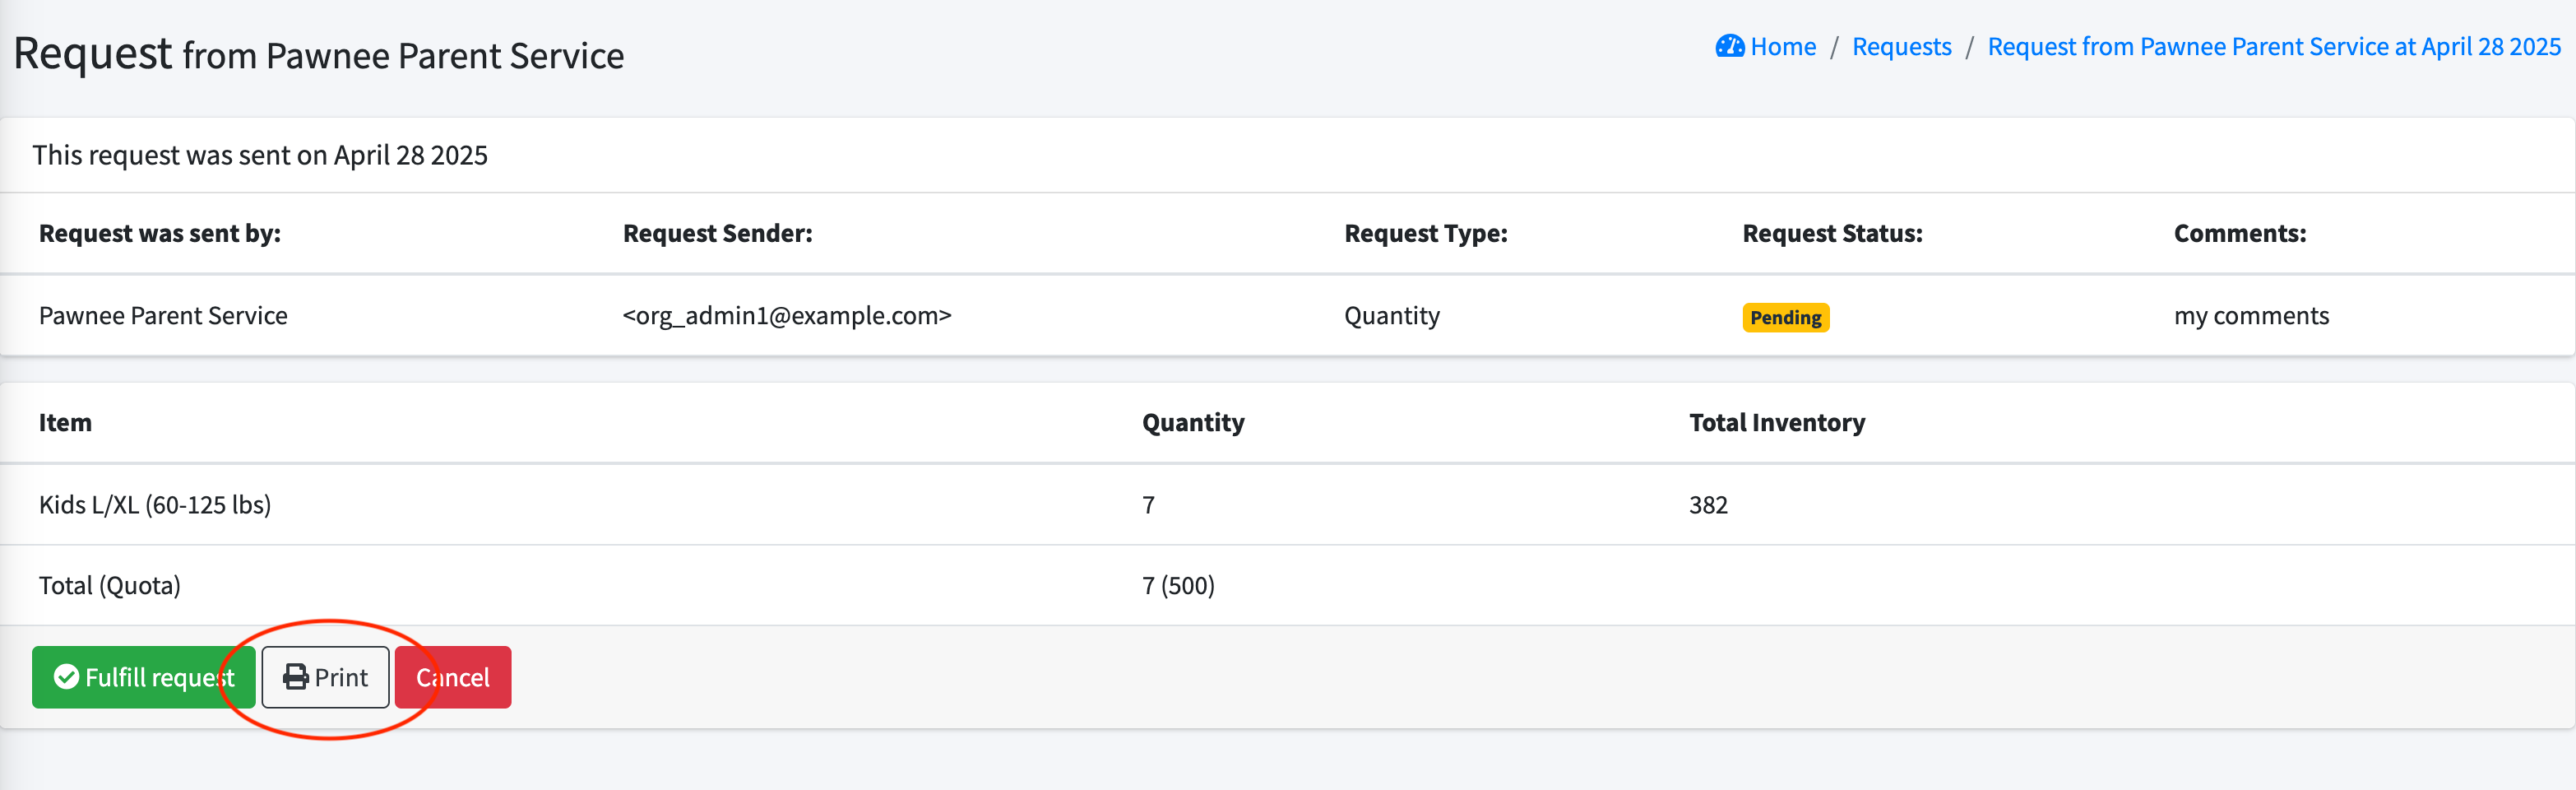 Request from Pawnee Parent Service
Home / Requests / Request from Pawnee Parent Service at April 28 2025
This request was sent on April 28 2025
Request was sent by: Request Sender: Request Type: Request Status: Comments:
Pawnee Parent Service <org_admin1@example.com> Quantity Pending my comments
Item Quantity Total Inventory
Kids L/XL (60-125 lbs) 7 382
Total (Quota) 7 (500)
Fulfill request Print Cancel